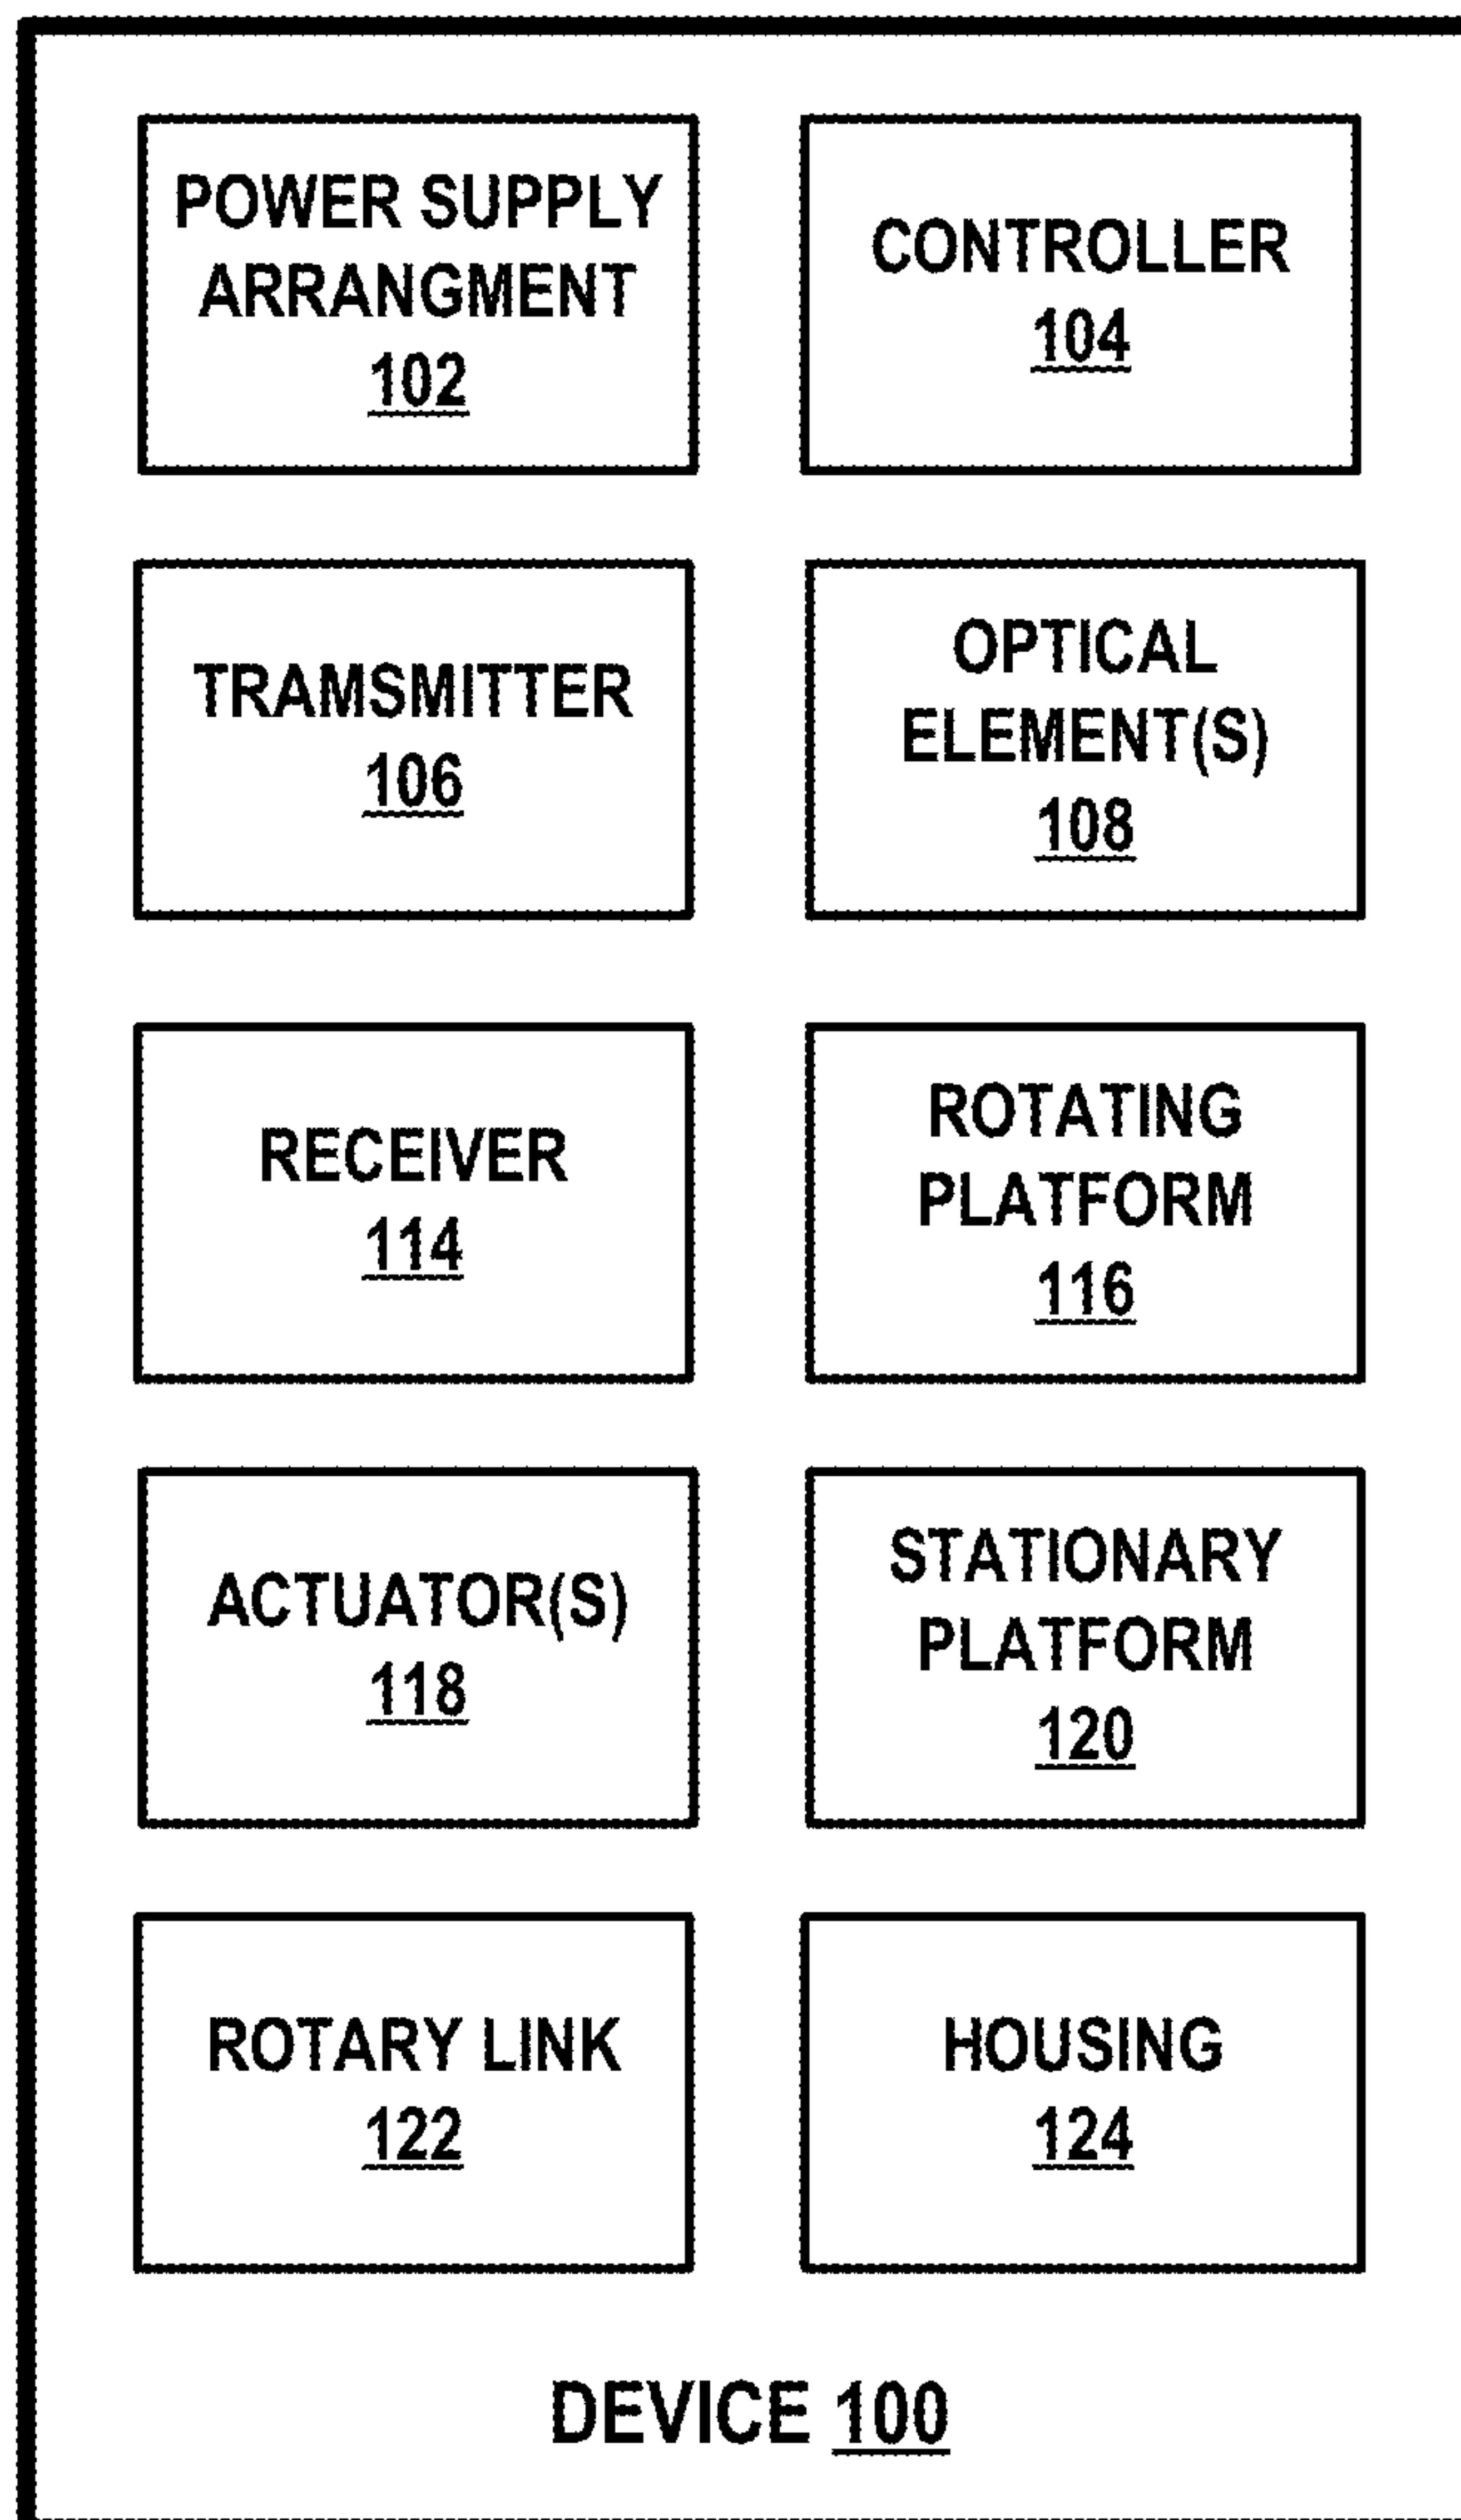 POWER SUPPLY
ARRANGMENT
102
CONTROLLER
104
TRAMSMITTER
106
OPTICAL
ELEMENT(S)
108
RECEIVER
114
ROTATING
PLATFORM
116
ACTUATOR(S)
118
STATIONARY
PLATFORM
120
ROTARY LINK
122
HOUSING
124
DEVICE 100